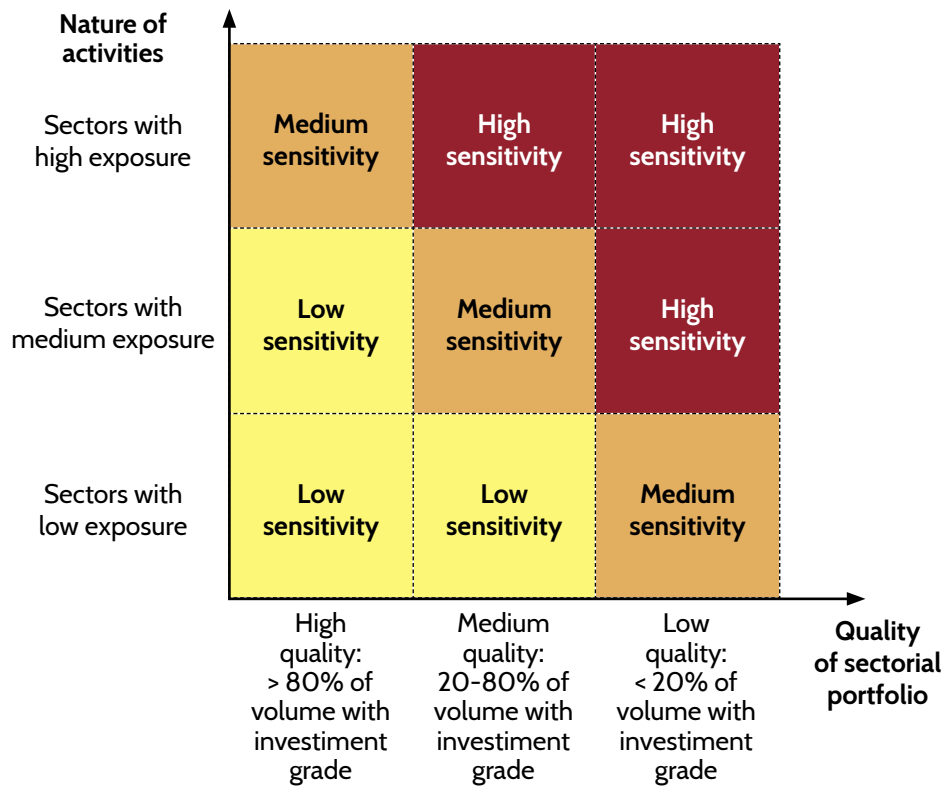 Nature of
activities
Sectors with
high exposure
Medium
sensitivity
High
sensitivity
High
sensitivity
Sectors with
medium exposure
Low
sensitivity
Medium
sensitivity
High
sensitivity
Sectors with
low exposure
Low
sensitivity
Low
sensitivity
Medium
sensitivity
High
quality:
> 80% of
volume with
investiment
grade
Medium
quality:
20-80% of
volume with
investiment
grade
Low
quality:
< 20% of
volume with
investiment
grade
Quality
of sectorial
portfolio